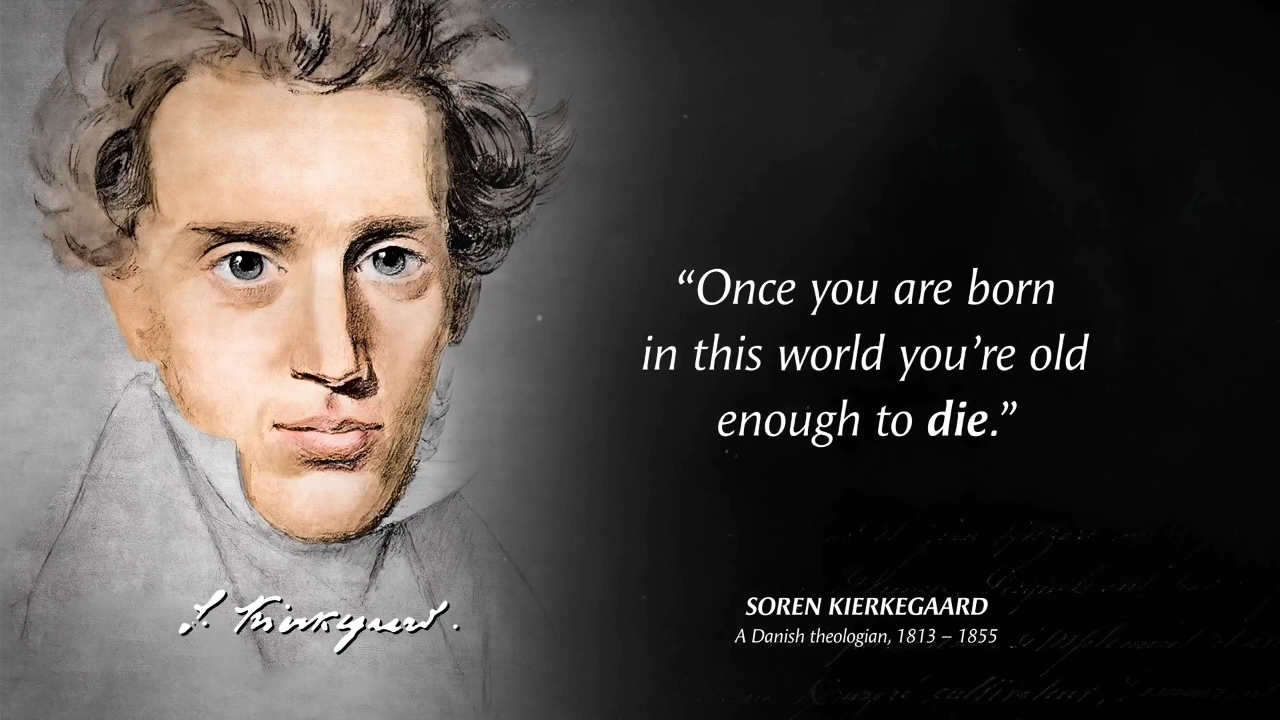 “Once you are born
in this world you’re old
enough to die.”
S. Kierkegaard.
SOREN KIERKEGAARD
A Danish theologian, 1813 – 1855